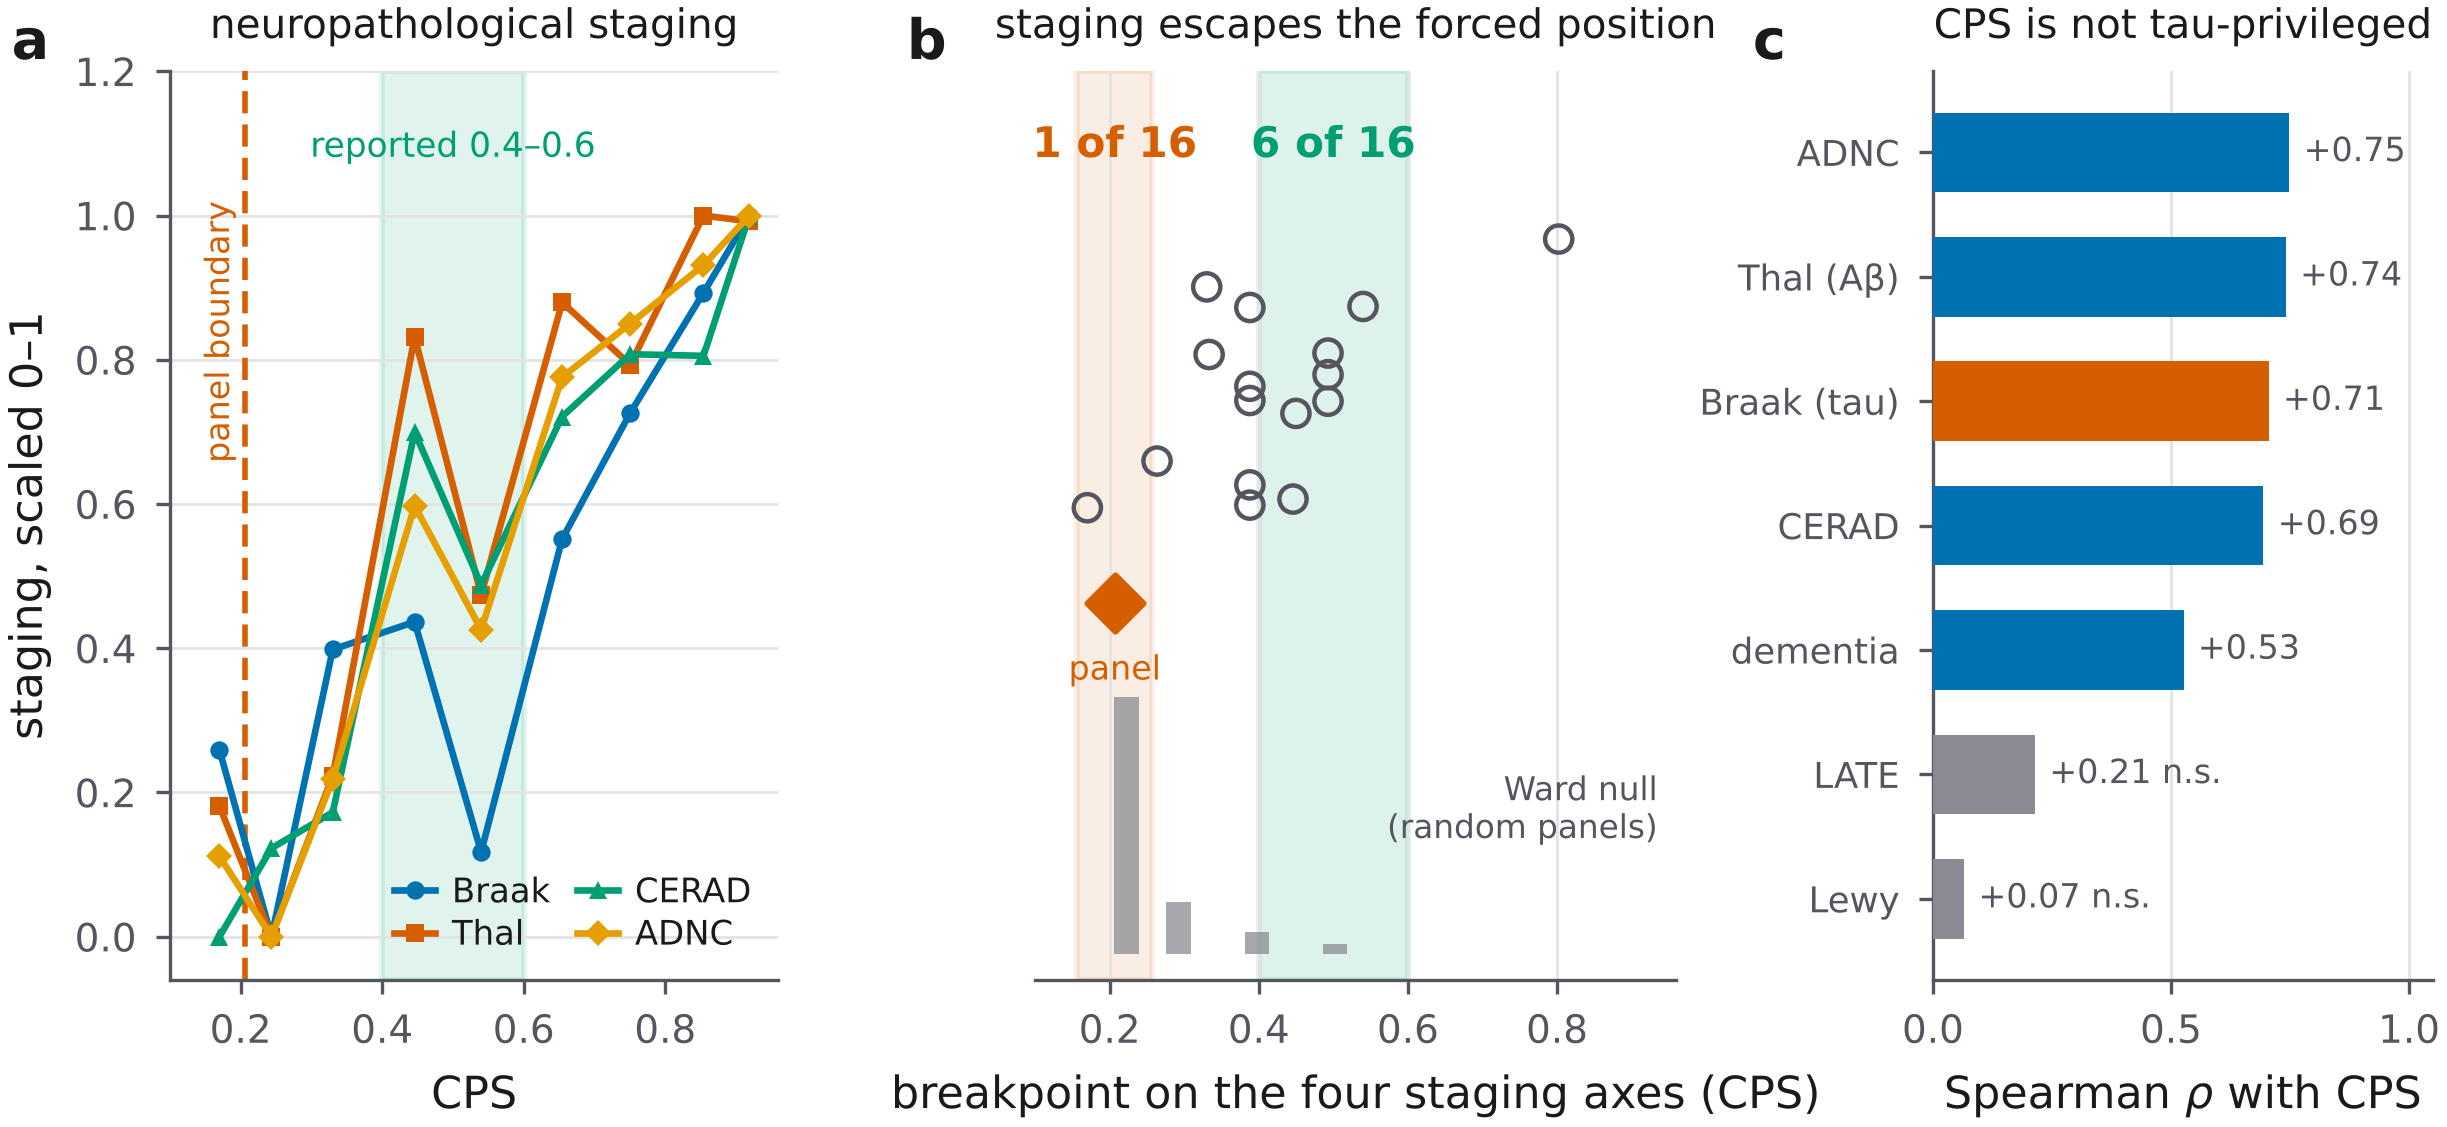 a
neuropathological staging
staging, scaled 0–1
1.2
1.0
0.8
0.6
0.4
0.2
0.0
panel boundary
reported 0.4–0.6
Braak
Thal
CERAD
ADNC
0.2
0.4
0.6
0.8
CPS
b
staging escapes the forced position
1 of 16
6 of 16
panel
Ward null
(random panels)
0.2
0.4
0.6
0.8
breakpoint on the four staging axes (CPS)
c
CPS is not tau-privileged
ADNC
+0.75
Thal (Aβ)
+0.74
Braak (tau)
+0.71
CERAD
+0.69
dementia
+0.53
LATE
+0.21 n.s.
Lewy
+0.07 n.s.
0.0
0.5
1.0
Spearman ρ with CPS